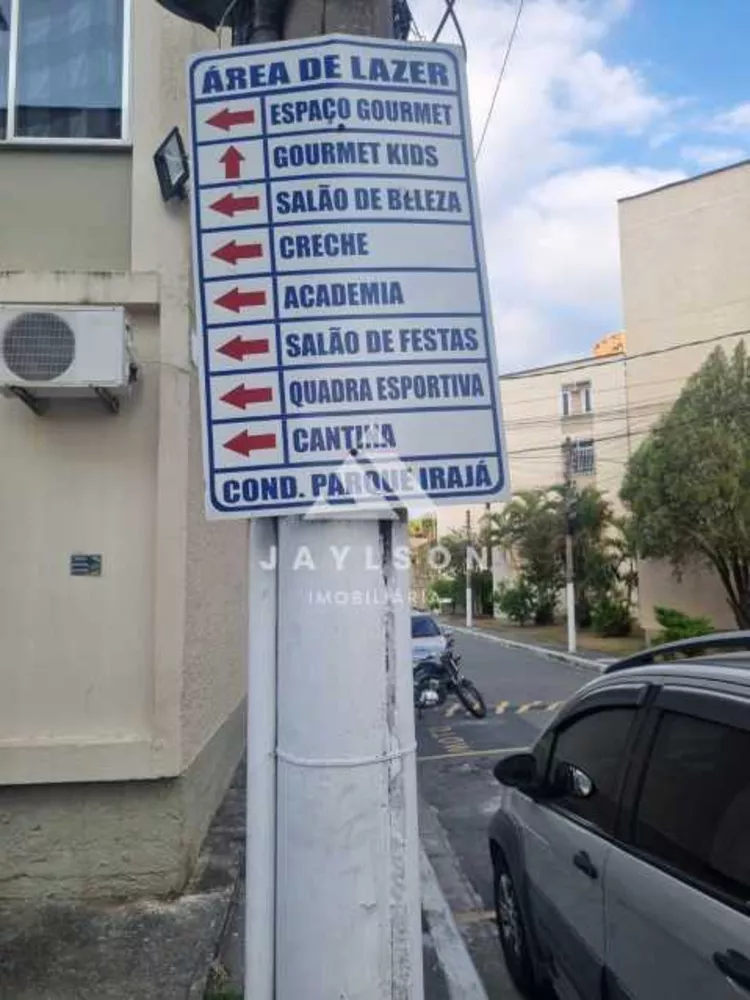 ÁREA DE LAZER
ESPAÇO GOURMET
GOURMET KIDS
SALÃO DE BELEZA
CRECHE
ACADEMIA
SALÃO DE FESTAS
QUADRA ESPORTIVA
CANTINA
COND. PARQUE IRAJÁ
JAYLSON
IMOBILIÁRIA